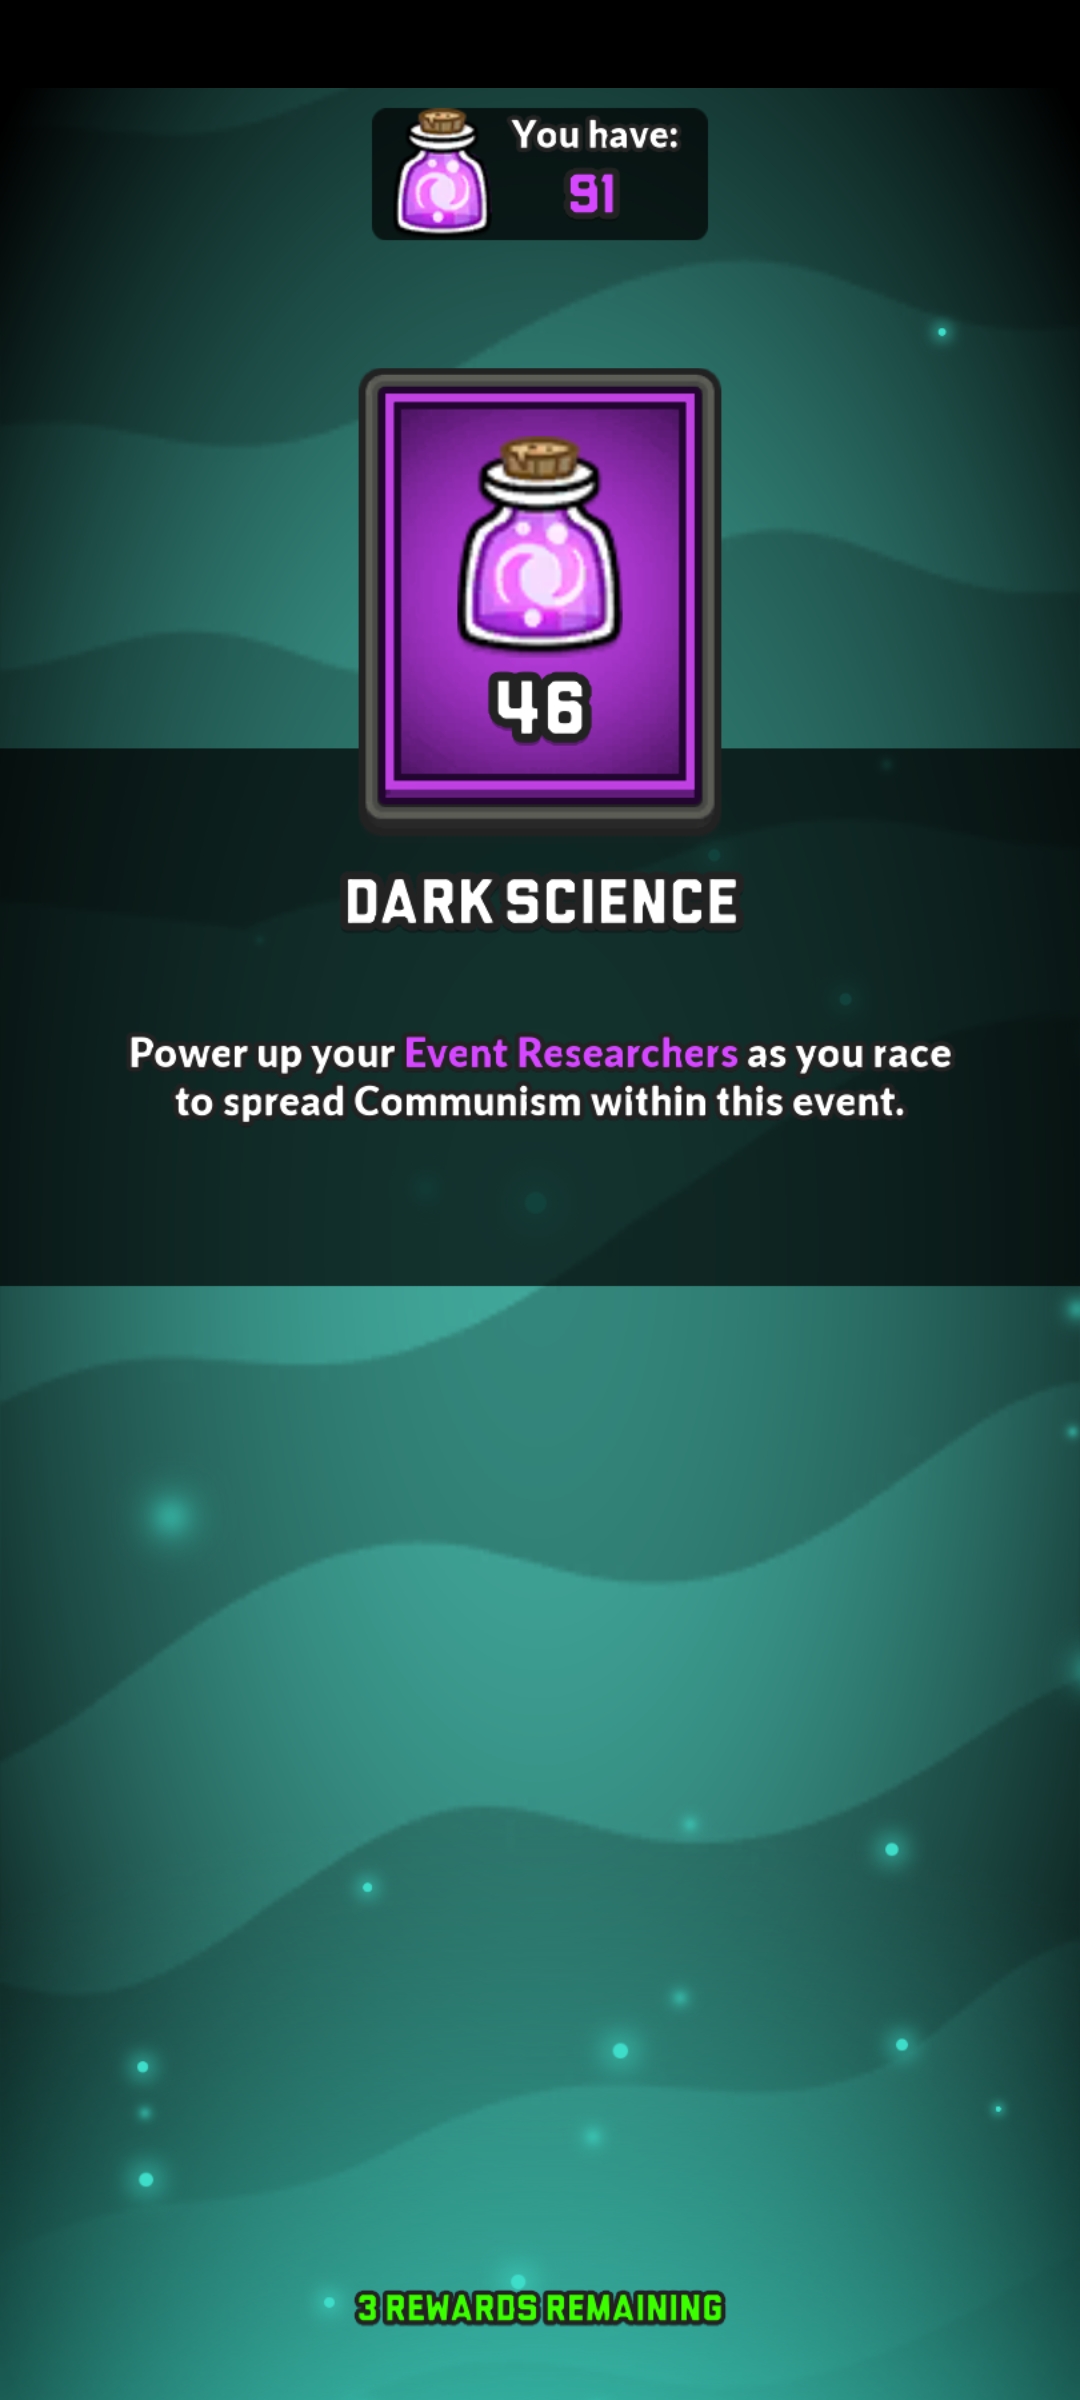 You have:
91
46
DARK SCIENCE
Power up your Event Researchers as you race
to spread Communism within this event.
3 REWARDS REMAINING